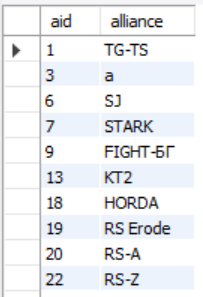 aid alliance
1 TG-TS
3 a
6 SJ
7 STARK
9 FIGHT-БГ
13 KT2
18 HORDA
19 RS Erode
20 RS-A
22 RS-Z